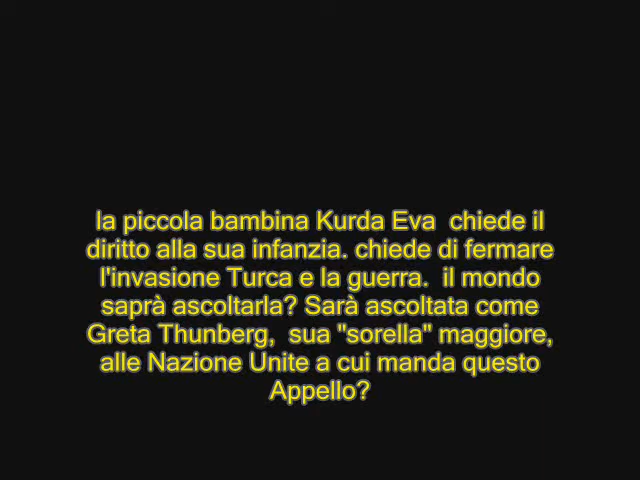 la piccola bambina Kurda Eva  chiede il
diritto alla sua infanzia. chiede di fermare
l'invasione Turca e la guerra.  il mondo
saprà ascoltarla? Sarà ascoltata come
Greta Thunberg,  sua "sorella" maggiore,
alle Nazione Unite a cui manda questo
Appello?